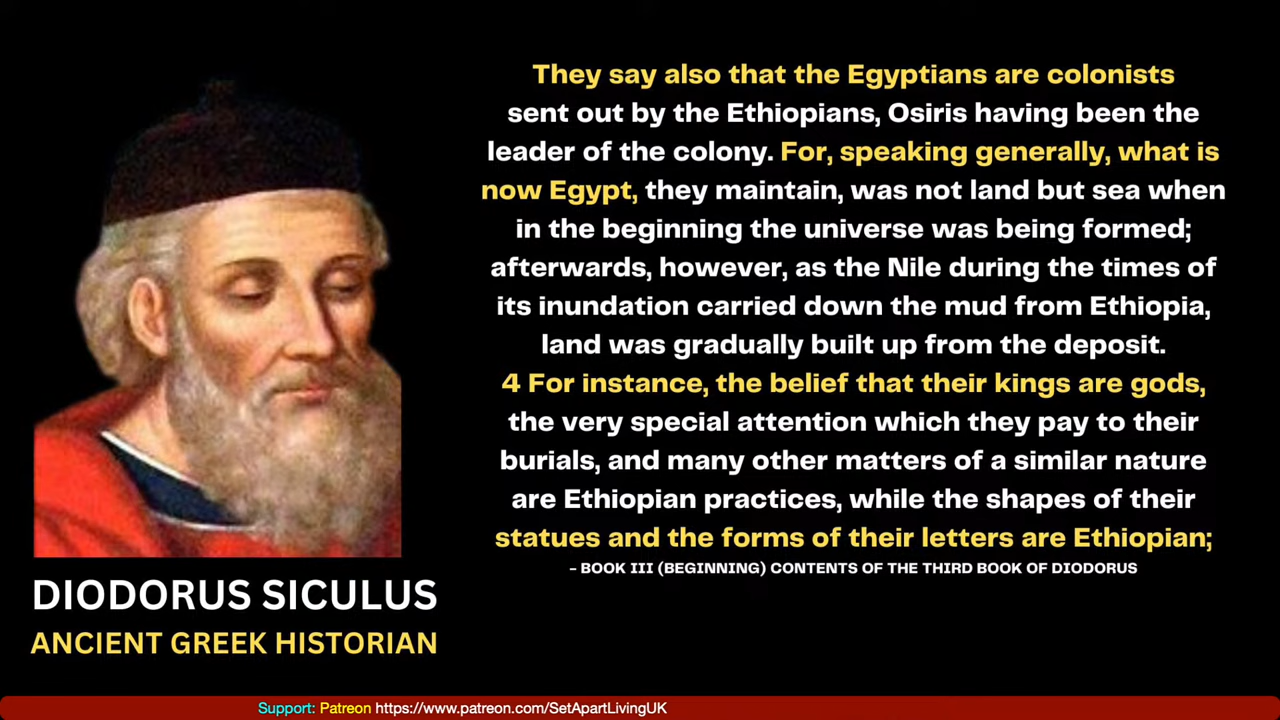 They say also that the Egyptians are colonists
sent out by the Ethiopians, Osiris having been the
leader of the colony. For, speaking generally, what is
now Egypt, they maintain, was not land but sea when
in the beginning the universe was being formed;
afterwards, however, as the Nile during the times of
its inundation carried down the mud from Ethiopia,
land was gradually built up from the deposit.
4 For instance, the belief that their kings are gods,
the very special attention which they pay to their
burials, and many other matters of a similar nature
are Ethiopian practices, while the shapes of their
statues and the forms of their letters are Ethiopian;
– BOOK III (BEGINNING) CONTENTS OF THE THIRD BOOK OF DIODORUS
DIODORUS SICULUS
ANCIENT GREEK HISTORIAN
Support: Patreon https://www.patreon.com/SetApartLivingUK